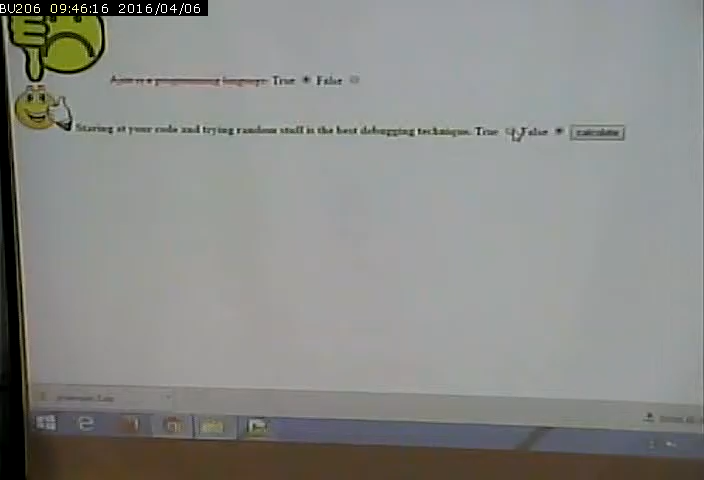 BU206 09:46:16 2016/04/06
Ajax is a programming language. True False
Staring at your code and trying random stuff is the best debugging technique. True False calculate